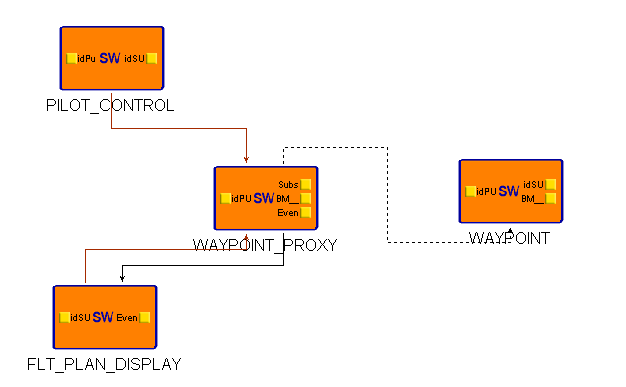 idPu SW idSU
PILOT_CONTROL
Subs
idPU SW BM__
Even
WAYPOINT_PROXY
idSU
idPU SW BM__
WAYPOINT
idSU SW Even
FLT_PLAN_DISPLAY